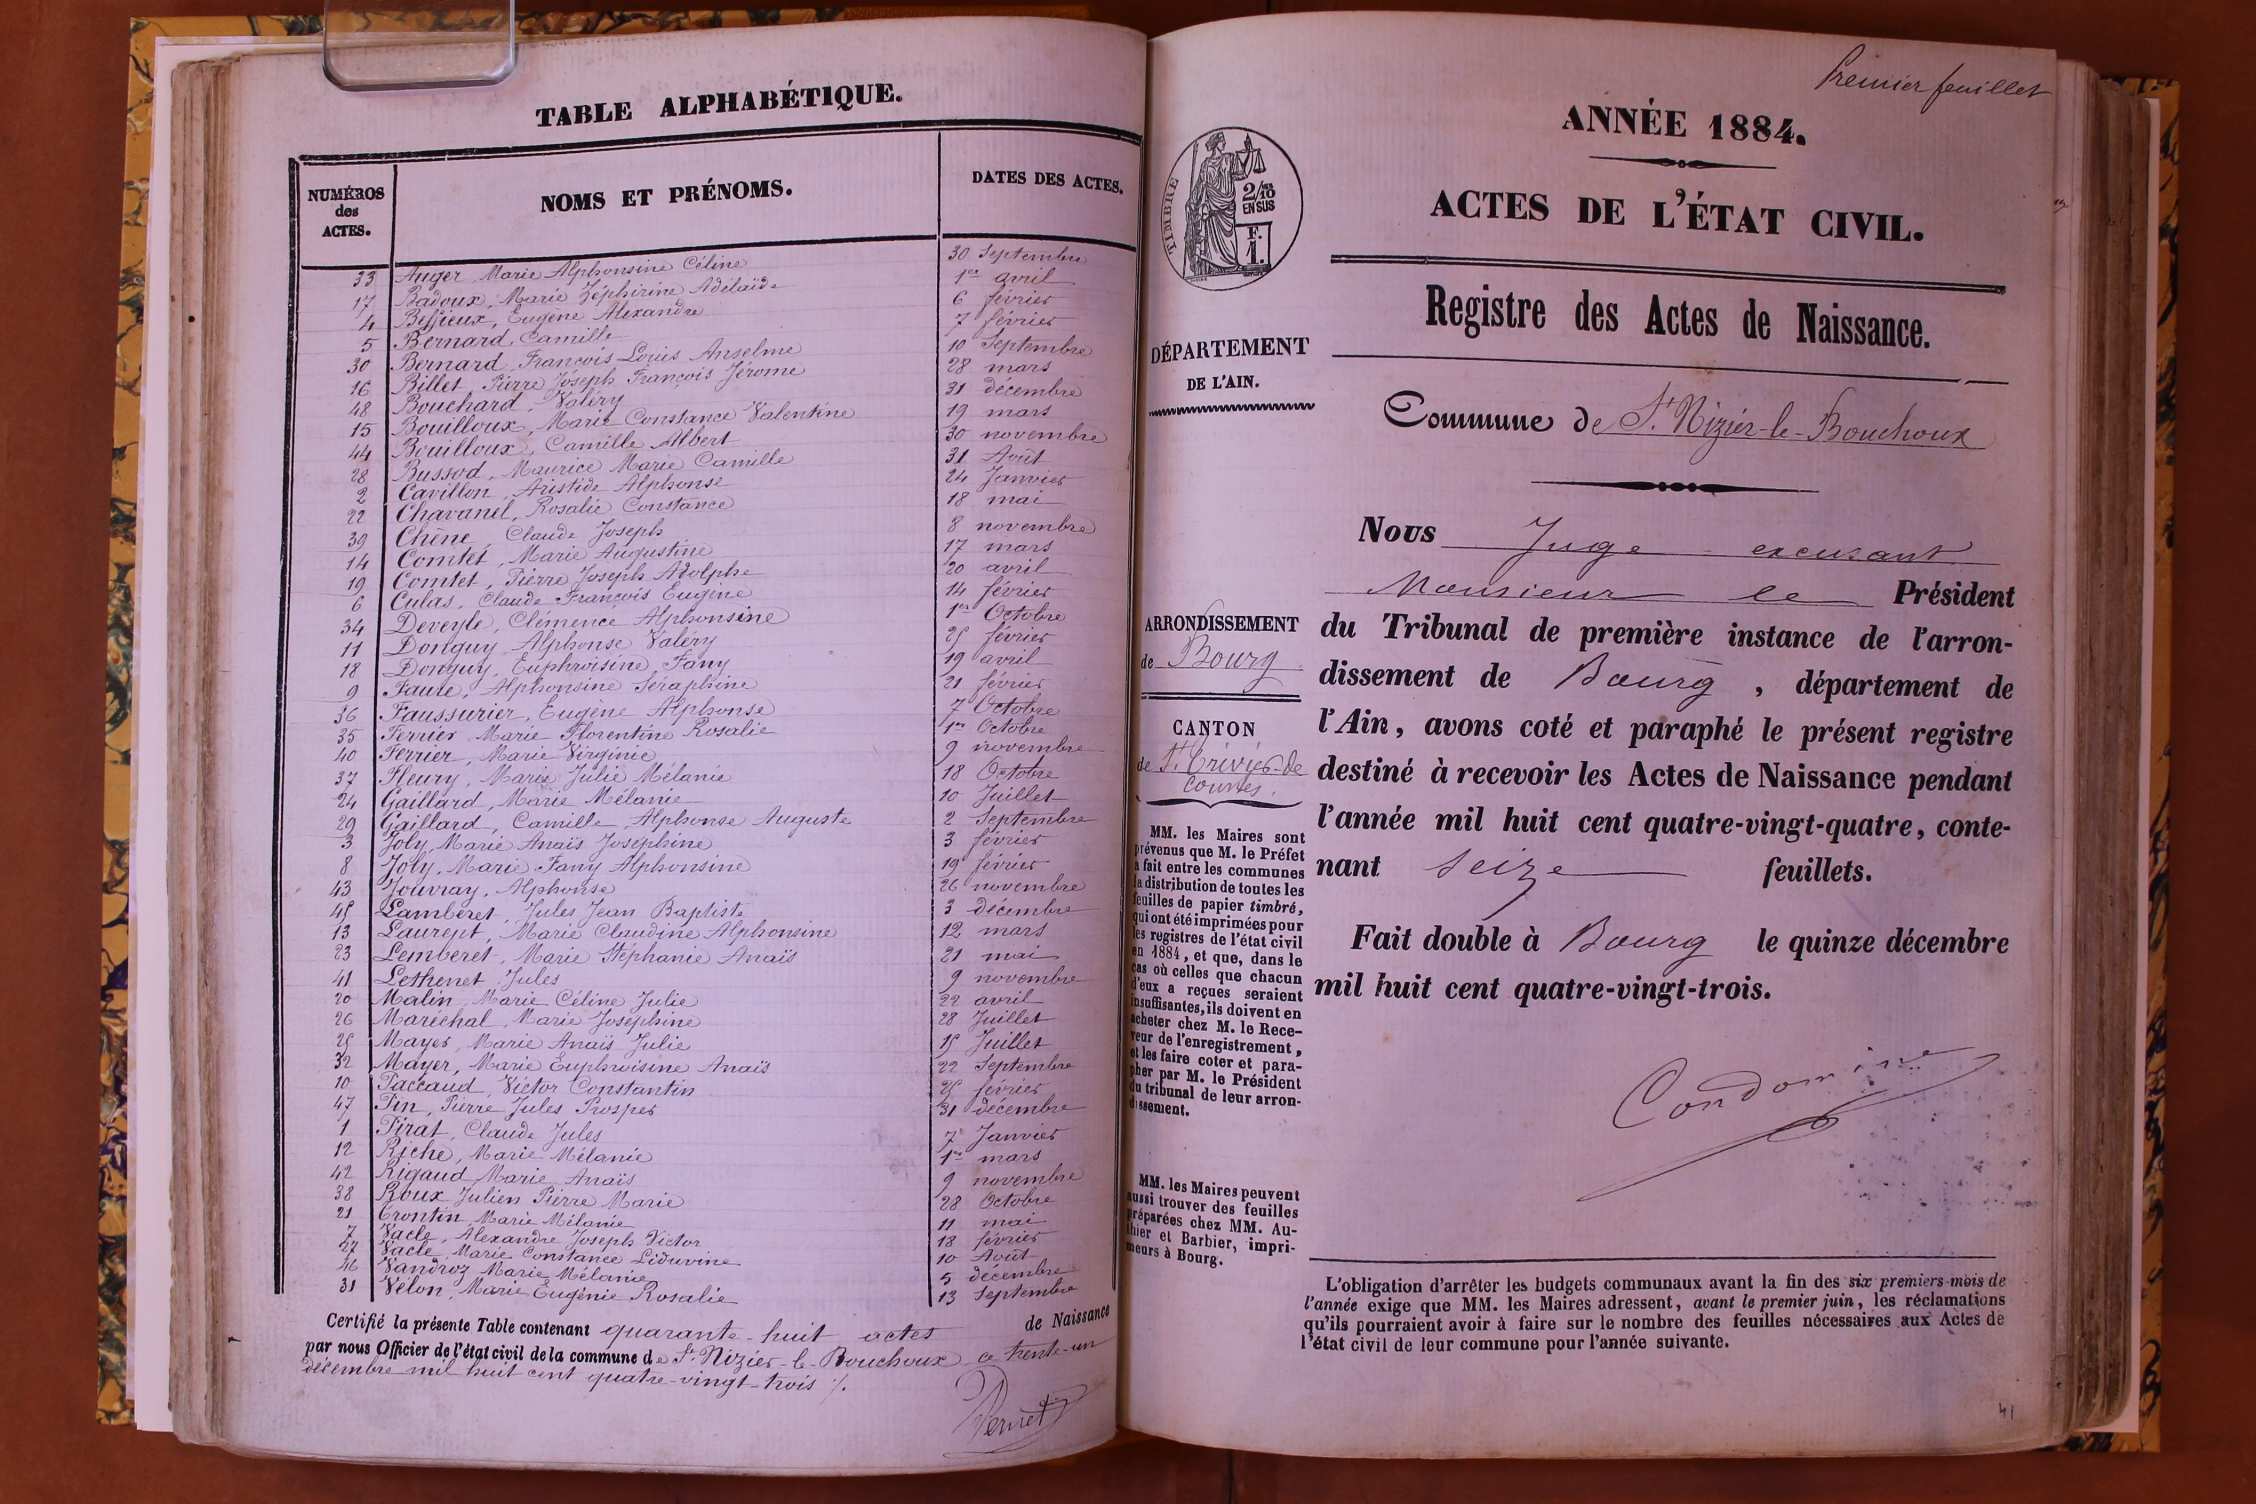 TABLE ALPHABÉTIQUE.
NUMÉROS des ACTES.
NOMS ET PRÉNOMS.
DATES DES ACTES.
33 Auger, Marie Alphonsine Céline 30 Septembre
17 Badoux, Marie Zéphirine Adélaïde 1er avril
4 Bessieux, Eugène Alexandre 6 février
5 Bernard, Camille 7 février
30 Bernard, François Louis Anselme 10 Septembre
16 Billet, Pierre Joseph François Jérome 28 mars
48 Bouchard, Valéry 31 décembre
15 Bouilloux, Marie Constance Valentine 19 mars
44 Bouilloux, Camille Albert 30 novembre
28 Bussod, Maurice Marie Camille 31 Août
2 Cavillon, Aristide Alphonse 24 Janvier
22 Chavanel, Rosalie Constance 18 mai
39 Chêne, Claude Joseph 8 novembre
14 Comtet, Marie Augustine 17 mars
19 Comtet, Pierre Joseph Adolphe 20 avril
6 Culas, Claude François Eugène 14 février
34 Deveyle, Clémence Alphonsine 1er Octobre
11 Donguy, Alphonse Valéry 25 février
18 Donguy, Euphroisine Fany 19 avril
9 Faure, Alphonsine Séraphine 21 février
36 Faussurier, Eugène Alphonse 7 Octobre
35 Ferrier, Marie Florentine Rosalie 1er Octobre
40 Ferrier, Marie Virginie 9 novembre
37 Fleury, Marie Julie Mélanie 18 Octobre
24 Gaillard, Marie Mélanie 10 Juillet
29 Gaillard, Camille Alphonse Auguste 2 Septembre
3 Joly, Marie Anaïs Joséphine 3 février
8 Joly, Marie Fany Alphonsine 19 février
43 Jouvray, Alphonse 26 novembre
45 Lamberet, Jules Jean Baptiste 3 décembre
13 Laurent, Marie Claudine Alphonsine 12 mars
23 Lemberet, Marie Stéphanie Anaïs 21 mai
41 Lethenet, Jules 9 novembre
20 Malin, Marie Céline Julie 22 avril
26 Maréchal, Marie Joséphine 28 Juillet
25 Mayer, Marie Anaïs Julie 15 Juillet
32 Mayer, Marie Euphroisine Anaïs 22 Septembre
10 Paccaud, Victor Constantin 25 février
47 Pin, Pierre Jules Prosper 31 décembre
1 Pirat, Claude Jules 7 Janvier
12 Riche, Marie Mélanie 1er mars
42 Rigaud, Marie Anaïs 9 novembre
38 Roux, Julien Pierre Marie 28 Octobre
21 Trontin, Marie Mélanie 11 mai
7 Vacle, Alexandre Joseph Victor 18 février
27 Vacle, Marie Constance Liduvine 10 Août
46 Vandroz, Marie Mélanie 5 décembre
31 Vélon, Marie Eugénie Rosalie 13 Septembre
Certifié la présente Table contenant quarante-huit actes de Naissance
par nous Officier de l'état civil de la commune de St Nizier-le-Bouchoux ce trente-un
décembre mil huit cent quatre-vingt-trois ./.
Pernet
Premier feuillet
ANNÉE 1884.
ACTES DE L'ÉTAT CIVIL.
TIMBRE
2/10 EN SUS
F. 1.
Registre des Actes de Naissance.
DÉPARTEMENT
DE L'AIN.
Commune de St Nizier-le-Bouchoux
Nous Juge excusant
Monsieur le Président
du Tribunal de première instance de l'arron-
dissement de Bourg, département de
l'Ain, avons coté et paraphé le présent registre
destiné à recevoir les Actes de Naissance pendant
l'année mil huit cent quatre-vingt-quatre, conte-
nant seize feuillets.
Fait double à Bourg le quinze décembre
mil huit cent quatre-vingt-trois.
Condomine
ARRONDISSEMENT
de Bourg
CANTON
de St Trivier-de
Courtes.
MM. les Maires sont
prévenus que M. le Préfet
a fait entre les communes
la distribution de toutes les
feuilles de papier timbré,
qui ont été imprimées pour
les registres de l'état civil
en 1884, et que, dans le
cas où celles que chacun
d'eux a reçues seraient
insuffisantes, ils doivent en
acheter chez M. le Rece-
veur de l'enregistrement,
et les faire coter et para-
pher par M. le Président
du tribunal de leur arron-
dissement.
MM. les Maires peuvent
aussi trouver des feuilles
préparées chez MM. Au-
thier et Barbier, impri-
meurs à Bourg.
L'obligation d'arrêter les budgets communaux avant la fin des six premiers mois de
l'année exige que MM. les Maires adressent, avant le premier juin, les réclamations
qu'ils pourraient avoir à faire sur le nombre des feuilles nécessaires aux Actes de
l'état civil de leur commune pour l'année suivante.
41